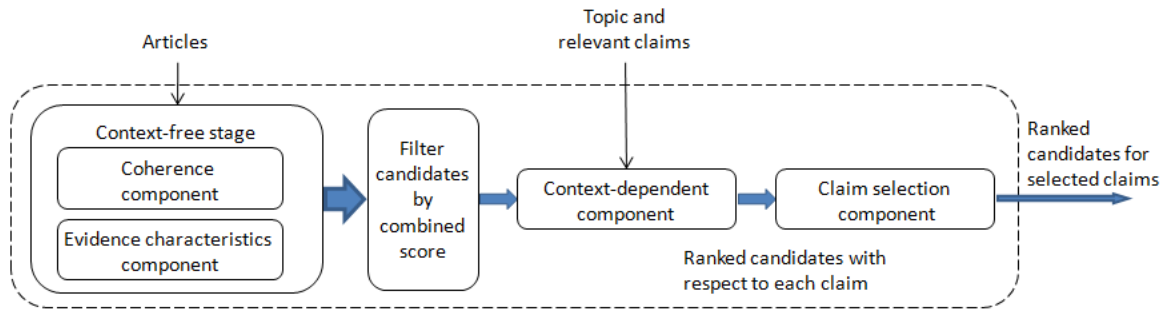 Articles
Topic and
relevant claims
Context-free stage
Coherence
component
Evidence characteristics
component
Filter
candidates
by
combined
score
Context-dependent
component
Claim selection
component
Ranked candidates with
respect to each claim
Ranked
candidates for
selected claims